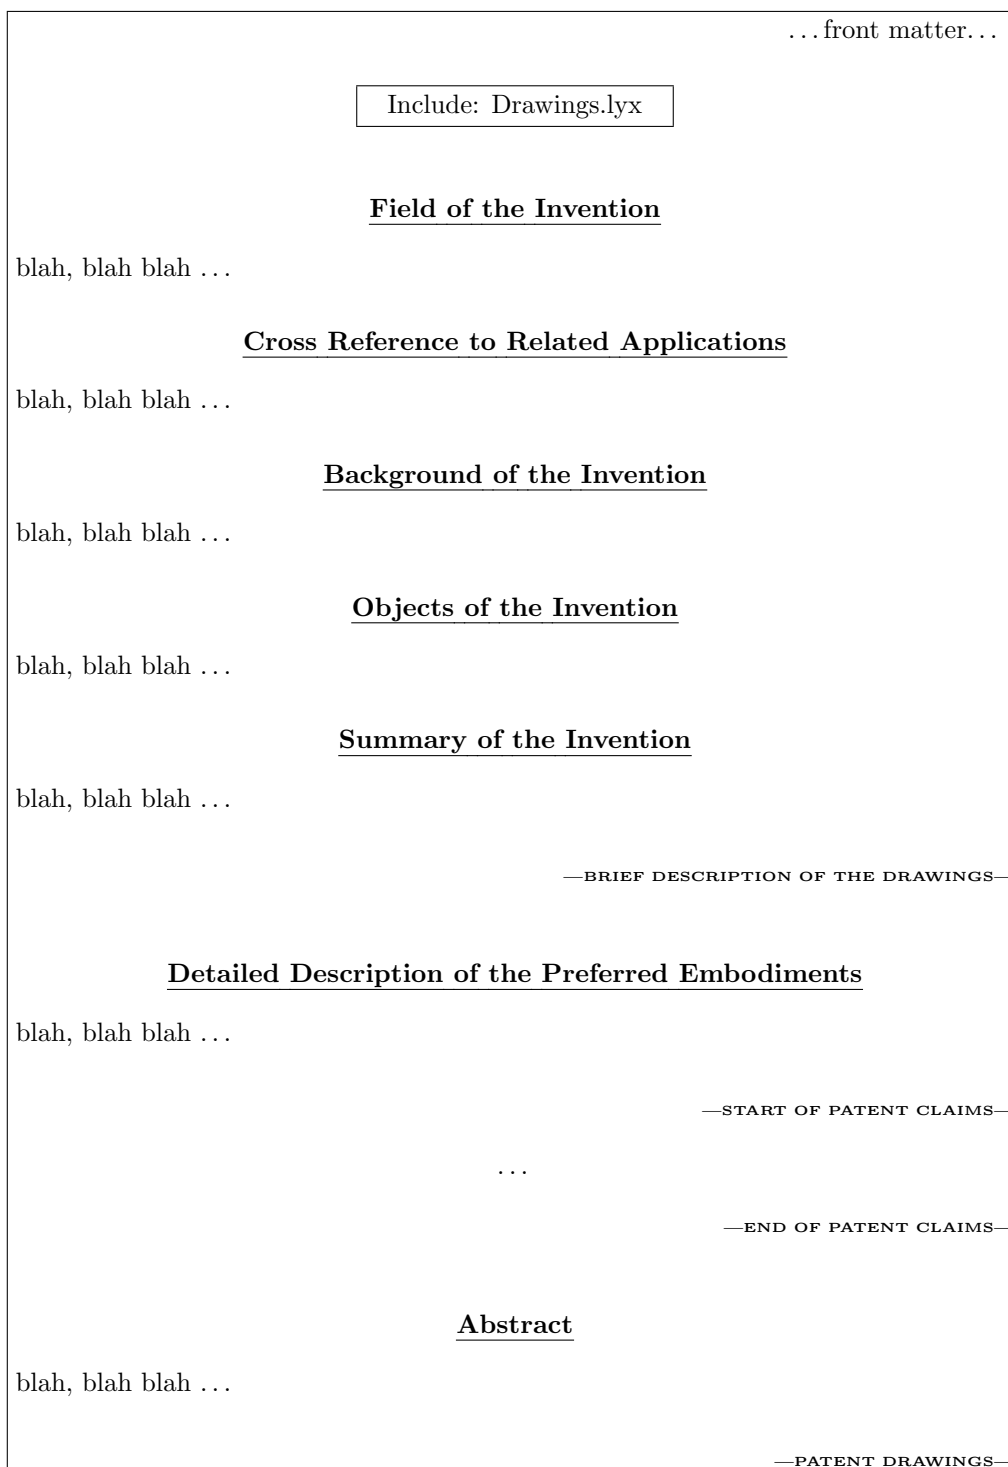 ...front matter...
Include: Drawings.lyx
Field of the Invention
blah, blah blah ...
Cross Reference to Related Applications
blah, blah blah ...
Background of the Invention
blah, blah blah ...
Objects of the Invention
blah, blah blah ...
Summary of the Invention
blah, blah blah ...
—BRIEF DESCRIPTION OF THE DRAWINGS—
Detailed Description of the Preferred Embodiments
blah, blah blah ...
—START OF PATENT CLAIMS—
...
—END OF PATENT CLAIMS—
Abstract
blah, blah blah ...
—PATENT DRAWINGS—